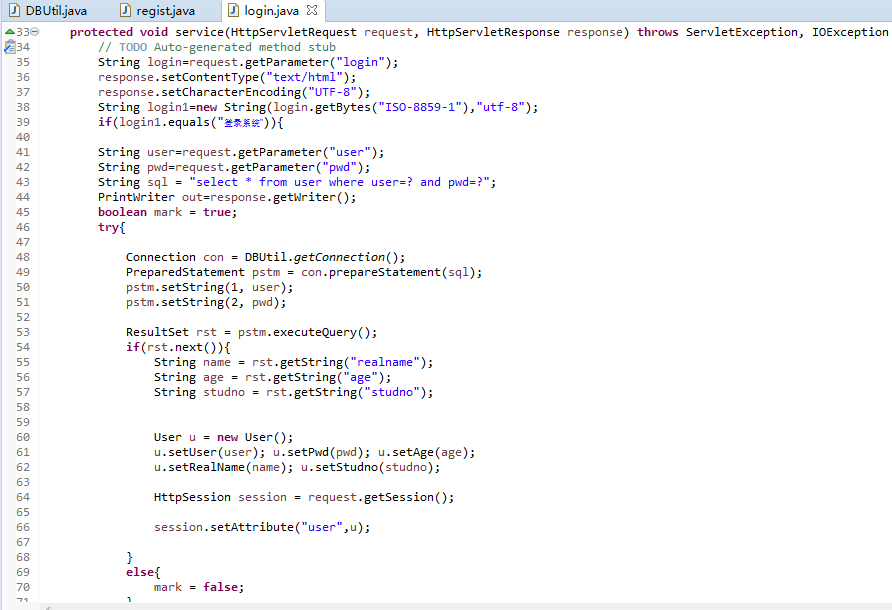 DBUtil.java regist.java login.java
33 protected void service(HttpServletRequest request, HttpServletResponse response) throws ServletException, IOException
34 // TODO Auto-generated method stub
35 String login=request.getParameter("login");
36 response.setContentType("text/html");
37 response.setCharacterEncoding("UTF-8");
38 String login1=new String(login.getBytes("ISO-8859-1"),"utf-8");
39 if(login1.equals("登录系统")){
40
41 String user=request.getParameter("user");
42 String pwd=request.getParameter("pwd");
43 String sql = "select * from user where user=? and pwd=?";
44 PrintWriter out=response.getWriter();
45 boolean mark = true;
46 try{
47
48 Connection con = DBUtil.getConnection();
49 PreparedStatement pstm = con.prepareStatement(sql);
50 pstm.setString(1, user);
51 pstm.setString(2, pwd);
52
53 ResultSet rst = pstm.executeQuery();
54 if(rst.next()){
55 String name = rst.getString("realname");
56 String age = rst.getString("age");
57 String studno = rst.getString("studno");
58
59
60 User u = new User();
61 u.setUser(user); u.setPwd(pwd); u.setAge(age);
62 u.setRealName(name); u.setStudno(studno);
63
64 HttpSession session = request.getSession();
65
66 session.setAttribute("user",u);
67
68 }
69 else{
70 mark = false;
71 }